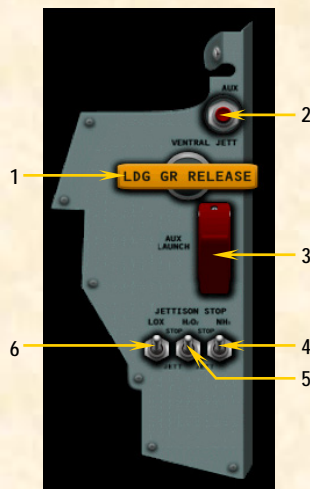 AUX
2
VENTRAL JETT
1
LDG GR RELEASE
AUX
LAUNCH
3
JETTISON STOP
LOX H₂O₂ NH₃
STOP STOP
6
4
JETT
5